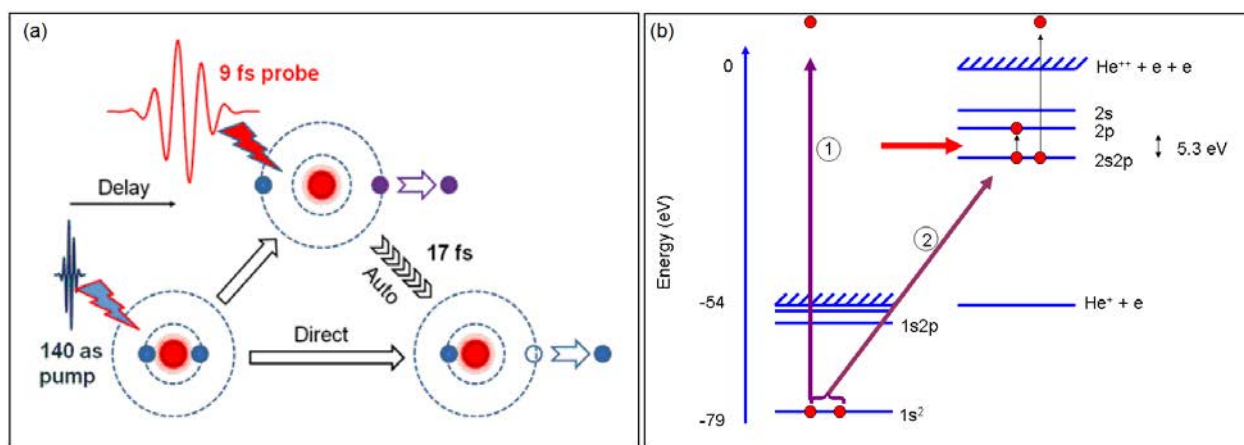 (a)
9 fs probe
Delay
17 fs
Auto
Direct
140 as
pump
(b)
Energy (eV)
0
-54
-79
1
2
He⁺⁺ + e + e
2s
2p
2s2p
5.3 eV
He⁺ + e
1s2p
1s²